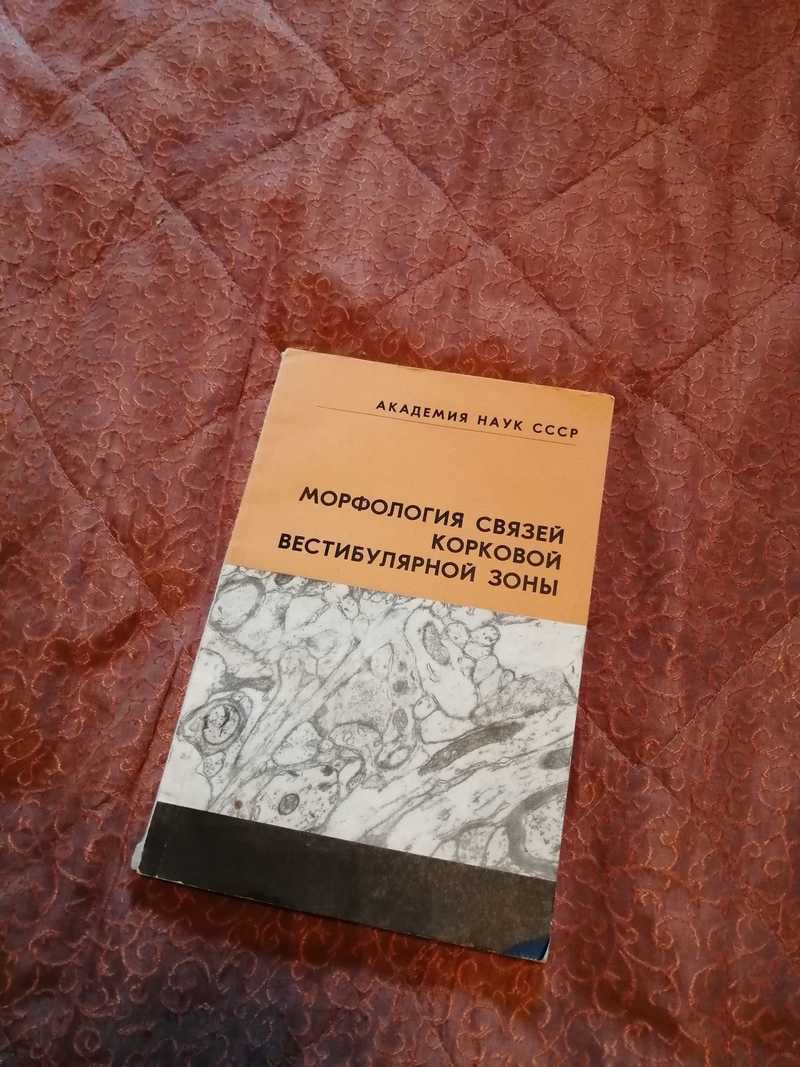 АКАДЕМИЯ НАУК СССР
МОРФОЛОГИЯ СВЯЗЕЙ
КОРКОВОЙ
ВЕСТИБУЛЯРНОЙ ЗОНЫ